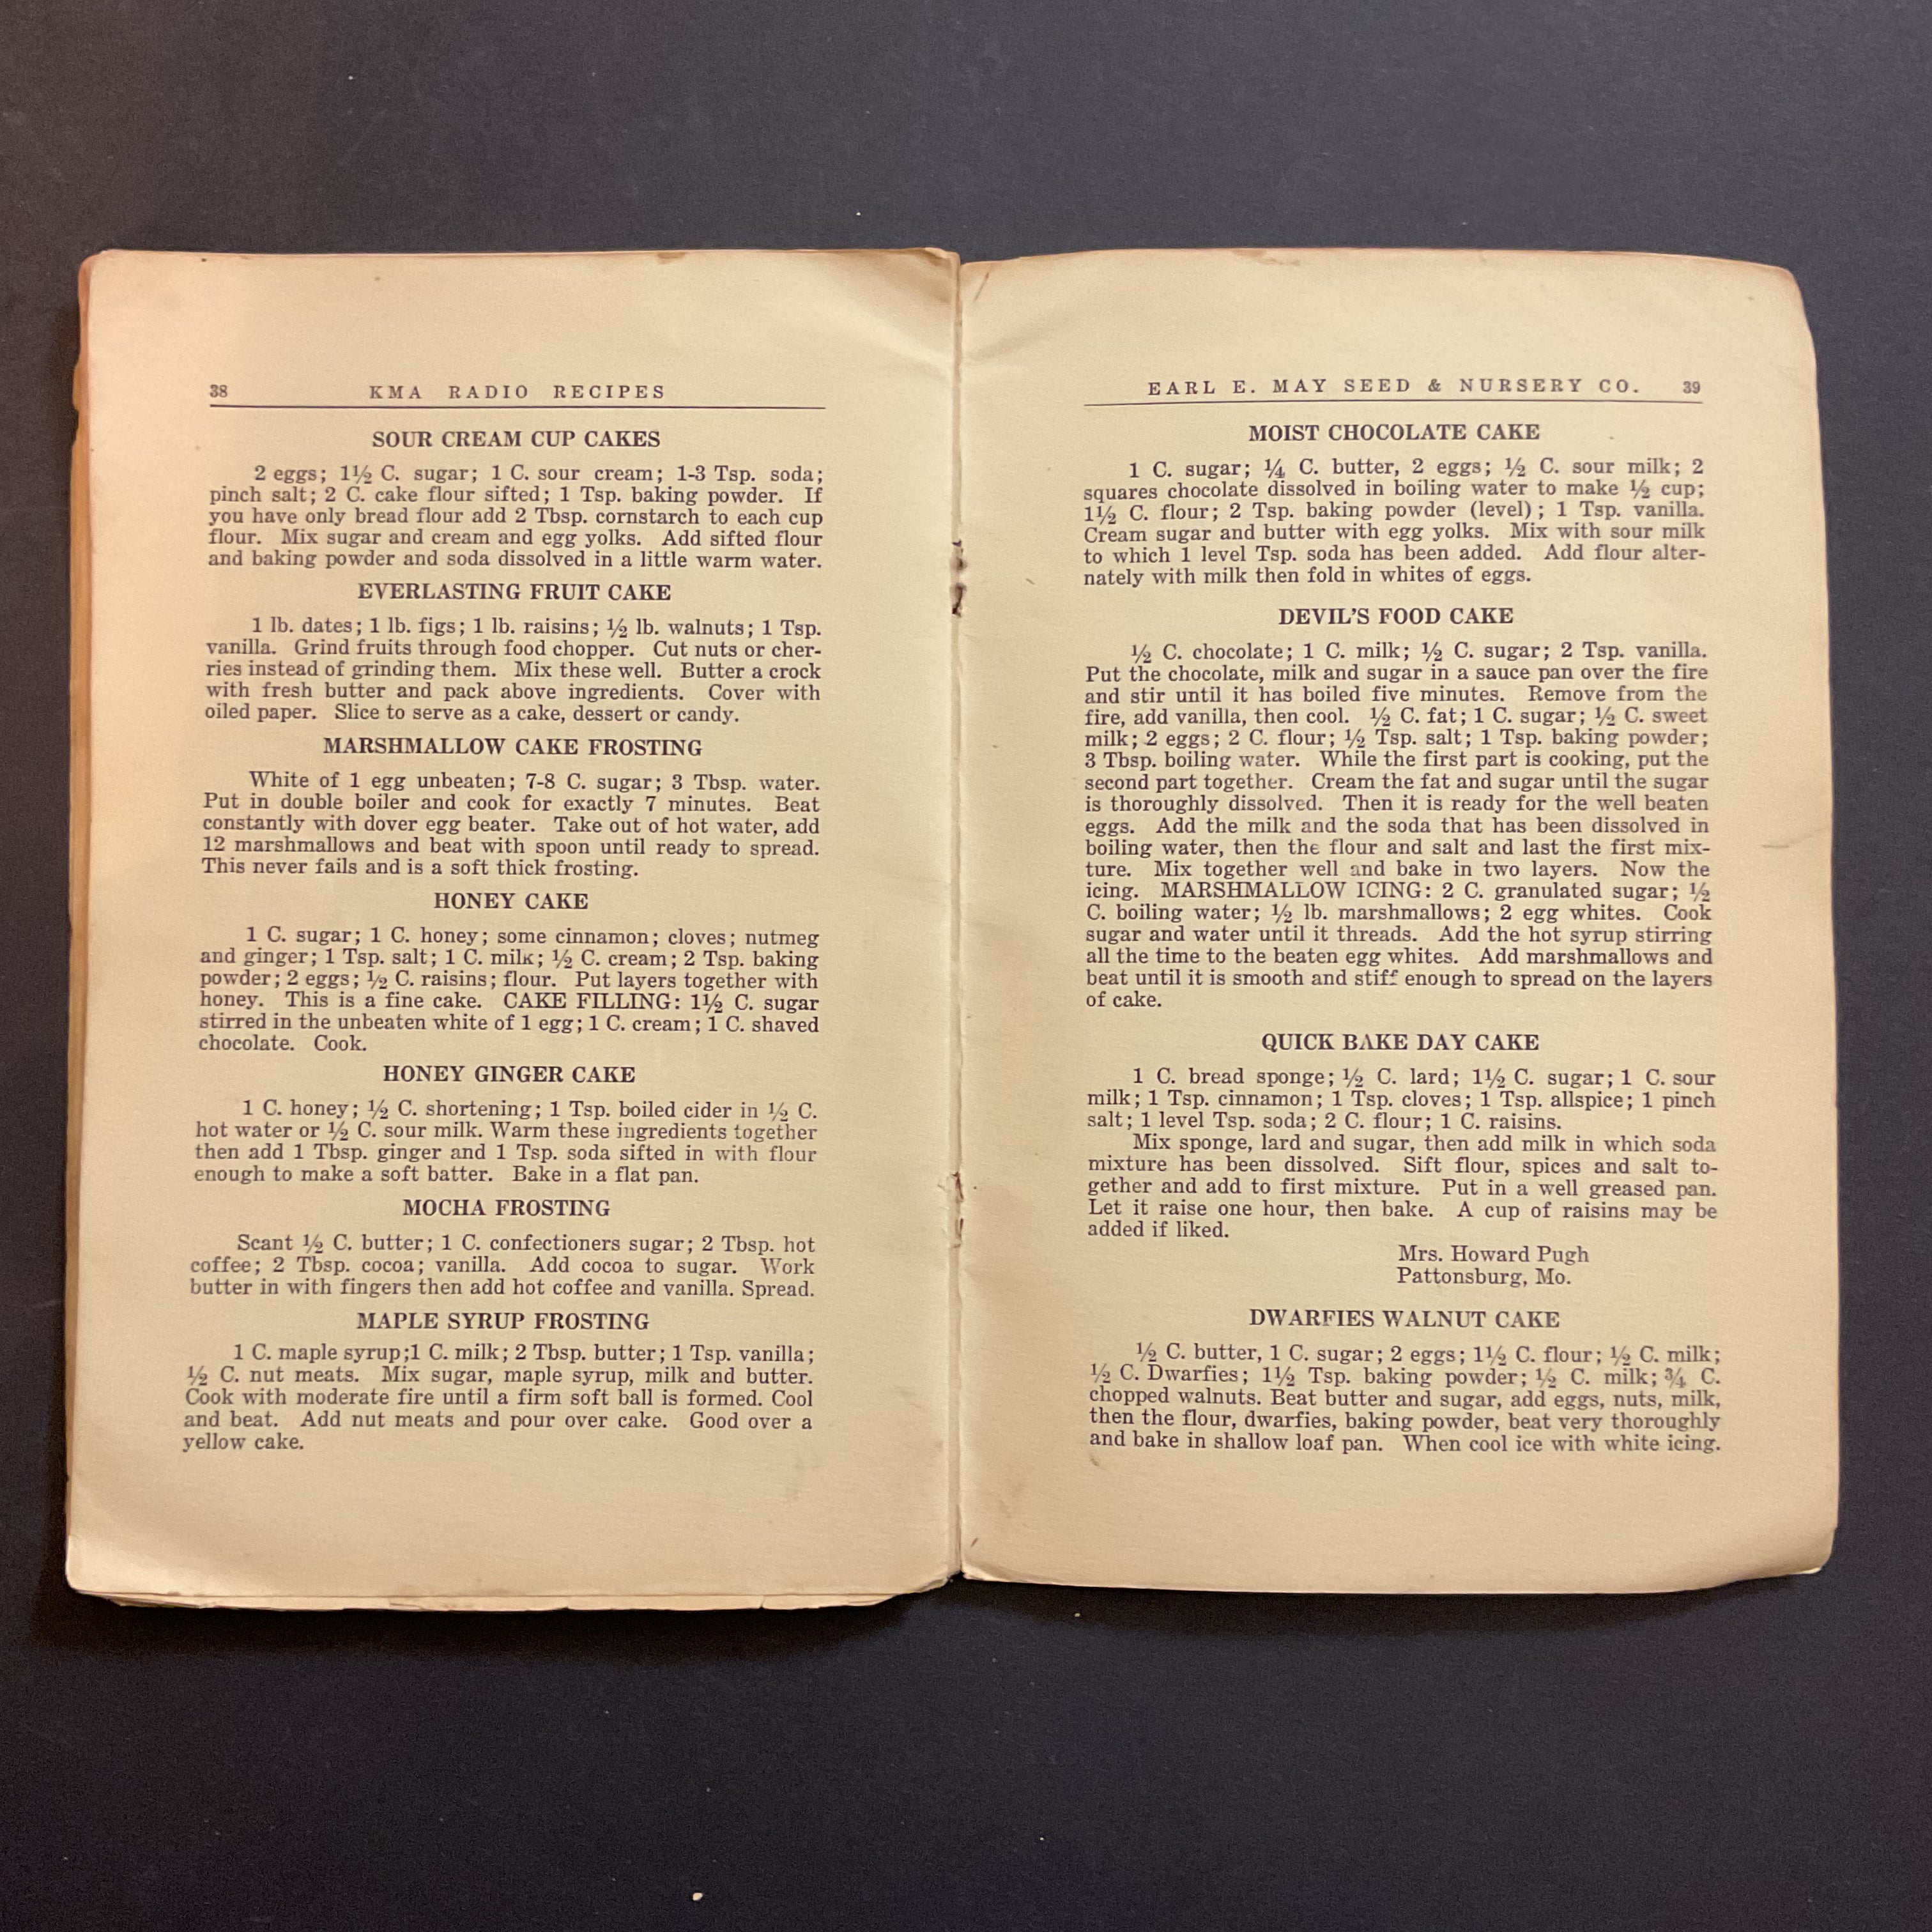 38 KMA RADIO RECIPES
SOUR CREAM CUP CAKES
2 eggs; 1½ C. sugar; 1 C. sour cream; 1-3 Tsp. soda;
pinch salt; 2 C. cake flour sifted; 1 Tsp. baking powder. If
you have only bread flour add 2 Tbsp. cornstarch to each cup
flour. Mix sugar and cream and egg yolks. Add sifted flour
and baking powder and soda dissolved in a little warm water.
EVERLASTING FRUIT CAKE
1 lb. dates; 1 lb. figs; 1 lb. raisins; ½ lb. walnuts; 1 Tsp.
vanilla. Grind fruits through food chopper. Cut nuts or cher-
ries instead of grinding them. Mix these well. Butter a crock
with fresh butter and pack above ingredients. Cover with
oiled paper. Slice to serve as a cake, dessert or candy.
MARSHMALLOW CAKE FROSTING
White of 1 egg unbeaten; 7-8 C. sugar; 3 Tbsp. water.
Put in double boiler and cook for exactly 7 minutes. Beat
constantly with dover egg beater. Take out of hot water, add
12 marshmallows and beat with spoon until ready to spread.
This never fails and is a soft thick frosting.
HONEY CAKE
1 C. sugar; 1 C. honey; some cinnamon; cloves; nutmeg
and ginger; 1 Tsp. salt; 1 C. milk; ½ C. cream; 2 Tsp. baking
powder; 2 eggs; ½ C. raisins; flour. Put layers together with
honey. This is a fine cake. CAKE FILLING: 1½ C. sugar
stirred in the unbeaten white of 1 egg; 1 C. cream; 1 C. shaved
chocolate. Cook.
HONEY GINGER CAKE
1 C. honey; ½ C. shortening; 1 Tsp. boiled cider in ½ C.
hot water or ½ C. sour milk. Warm these ingredients together
then add 1 Tbsp. ginger and 1 Tsp. soda sifted in with flour
enough to make a soft batter. Bake in a flat pan.
MOCHA FROSTING
Scant ½ C. butter; 1 C. confectioners sugar; 2 Tbsp. hot
coffee; 2 Tbsp. cocoa; vanilla. Add cocoa to sugar. Work
butter in with fingers then add hot coffee and vanilla. Spread.
MAPLE SYRUP FROSTING
1 C. maple syrup;1 C. milk; 2 Tbsp. butter; 1 Tsp. vanilla;
½ C. nut meats. Mix sugar, maple syrup, milk and butter.
Cook with moderate fire until a firm soft ball is formed. Cool
and beat. Add nut meats and pour over cake. Good over a
yellow cake.
EARL E. MAY SEED & NURSERY CO. 39
MOIST CHOCOLATE CAKE
1 C. sugar; ¼ C. butter, 2 eggs; ½ C. sour milk; 2
squares chocolate dissolved in boiling water to make ½ cup;
1½ C. flour; 2 Tsp. baking powder (level); 1 Tsp. vanilla.
Cream sugar and butter with egg yolks. Mix with sour milk
to which 1 level Tsp. soda has been added. Add flour alter-
nately with milk then fold in whites of eggs.
DEVIL'S FOOD CAKE
½ C. chocolate; 1 C. milk; ½ C. sugar; 2 Tsp. vanilla.
Put the chocolate, milk and sugar in a sauce pan over the fire
and stir until it has boiled five minutes. Remove from the
fire, add vanilla, then cool. ½ C. fat; 1 C. sugar; ½ C. sweet
milk; 2 eggs; 2 C. flour; ½ Tsp. salt; 1 Tsp. baking powder;
3 Tbsp. boiling water. While the first part is cooking, put the
second part together. Cream the fat and sugar until the sugar
is thoroughly dissolved. Then it is ready for the well beaten
eggs. Add the milk and the soda that has been dissolved in
boiling water, then the flour and salt and last the first mix-
ture. Mix together well and bake in two layers. Now the
icing. MARSHMALLOW ICING: 2 C. granulated sugar; ½
C. boiling water; ½ lb. marshmallows; 2 egg whites. Cook
sugar and water until it threads. Add the hot syrup stirring
all the time to the beaten egg whites. Add marshmallows and
beat until it is smooth and stiff enough to spread on the layers
of cake.
QUICK BAKE DAY CAKE
1 C. bread sponge; ½ C. lard; 1½ C. sugar; 1 C. sour
milk; 1 Tsp. cinnamon; 1 Tsp. cloves; 1 Tsp. allspice; 1 pinch
salt; 1 level Tsp. soda; 2 C. flour; 1 C. raisins.
Mix sponge, lard and sugar, then add milk in which soda
mixture has been dissolved. Sift flour, spices and salt to-
gether and add to first mixture. Put in a well greased pan.
Let it raise one hour, then bake. A cup of raisins may be
added if liked.
Mrs. Howard Pugh
Pattonsburg, Mo.
DWARFIES WALNUT CAKE
½ C. butter, 1 C. sugar; 2 eggs; 1½ C. flour; ½ C. milk;
½ C. Dwarfies; 1½ Tsp. baking powder; ½ C. milk; ¾ C.
chopped walnuts. Beat butter and sugar, add eggs, nuts, milk,
then the flour, dwarfies, baking powder, beat very thoroughly
and bake in shallow loaf pan. When cool ice with white icing.